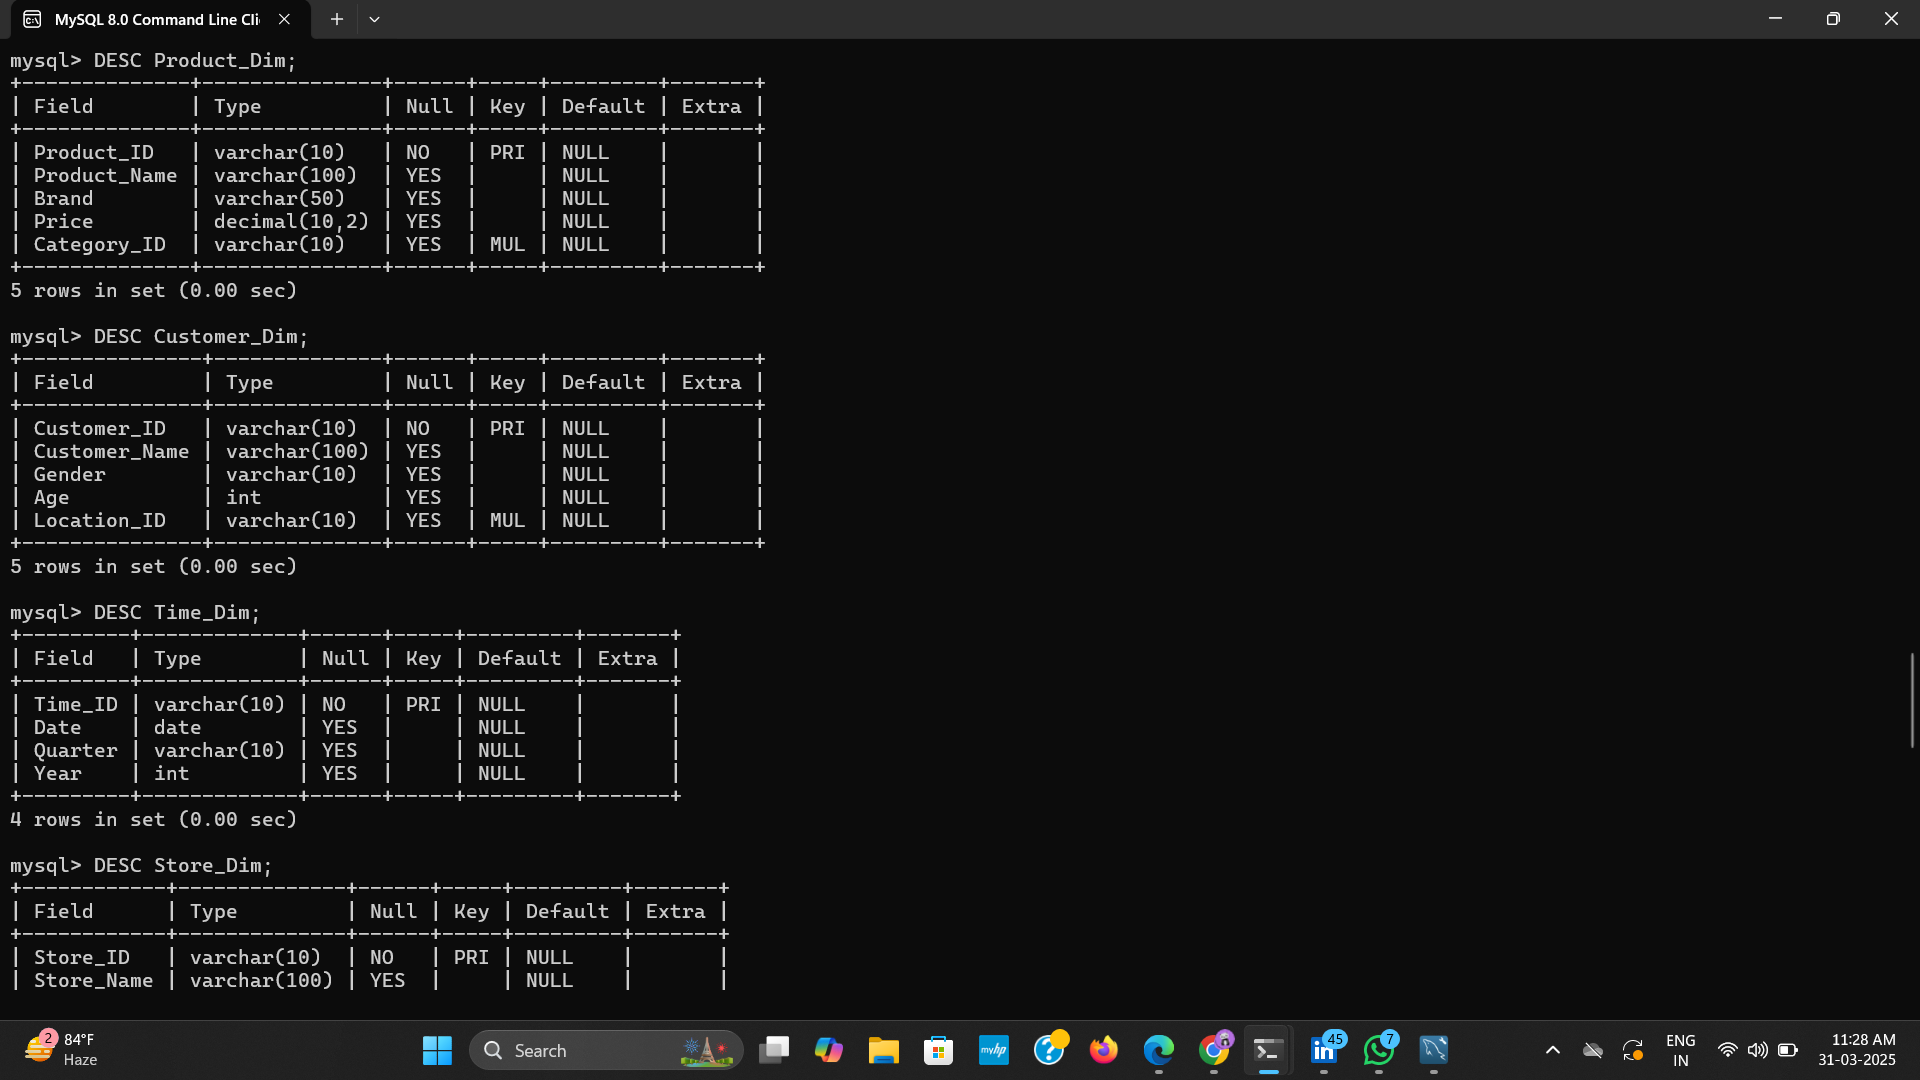 MySQL 8.0 Command Line Cli
mysql> DESC Product_Dim;
+---------------+---------------+------+-----+---------+-------+
| Field         | Type          | Null | Key | Default | Extra |
+---------------+---------------+------+-----+---------+-------+
| Product_ID    | varchar(10)   | NO   | PRI | NULL    |       |
| Product_Name  | varchar(100)  | YES  |     | NULL    |       |
| Brand         | varchar(50)   | YES  |     | NULL    |       |
| Price         | decimal(10,2) | YES  |     | NULL    |       |
| Category_ID   | varchar(10)   | YES  | MUL | NULL    |       |
+---------------+---------------+------+-----+---------+-------+
5 rows in set (0.00 sec)
mysql> DESC Customer_Dim;
+---------------+--------------+------+-----+---------+-------+
| Field         | Type         | Null | Key | Default | Extra |
+---------------+--------------+------+-----+---------+-------+
| Customer_ID   | varchar(10)  | NO   | PRI | NULL    |       |
| Customer_Name | varchar(100) | YES  |     | NULL    |       |
| Gender        | varchar(10)  | YES  |     | NULL    |       |
| Age           | int          | YES  |     | NULL    |       |
| Location_ID   | varchar(10)  | YES  | MUL | NULL    |       |
+---------------+--------------+------+-----+---------+-------+
5 rows in set (0.00 sec)
mysql> DESC Time_Dim;
+---------+-------------+------+-----+---------+-------+
| Field   | Type        | Null | Key | Default | Extra |
+---------+-------------+------+-----+---------+-------+
| Time_ID | varchar(10) | NO   | PRI | NULL    |       |
| Date    | date        | YES  |     | NULL    |       |
| Quarter | varchar(10) | YES  |     | NULL    |       |
| Year    | int         | YES  |     | NULL    |       |
+---------+-------------+------+-----+---------+-------+
4 rows in set (0.00 sec)
mysql> DESC Store_Dim;
+------------+--------------+------+-----+---------+-------+
| Field      | Type         | Null | Key | Default | Extra |
+------------+--------------+------+-----+---------+-------+
| Store_ID   | varchar(10)  | NO   | PRI | NULL    |       |
| Store_Name | varchar(100) | YES  |     | NULL    |       |
2
84°F
Haze
Search
myhp
45
7
ENG
IN
11:28 AM
31-03-2025